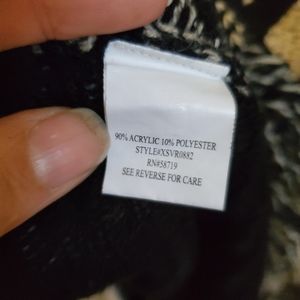 90% ACRYLIC 10% POLYESTER
STYLE#XSVR0882
RN#58719
SEE REVERSE FOR CARE